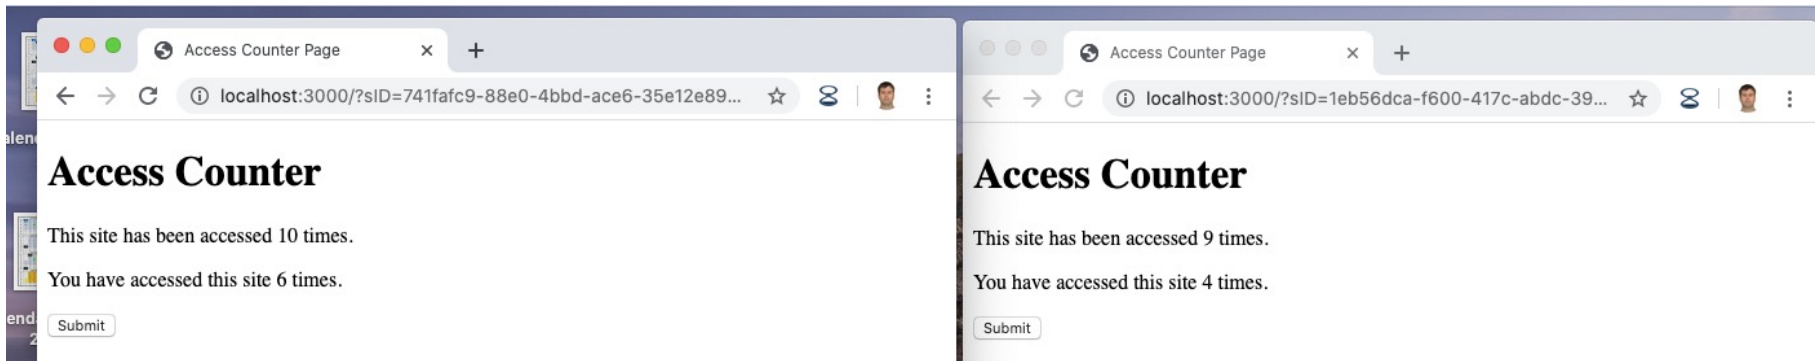 Access Counter Page
localhost:3000/?sID=741fafc9-88e0-4bbd-ace6-35e12e89...
Access Counter
This site has been accessed 10 times.
You have accessed this site 6 times.
Submit
Access Counter Page
localhost:3000/?sID=1eb56dca-f600-417c-abdc-39...
Access Counter
This site has been accessed 9 times.
You have accessed this site 4 times.
Submit